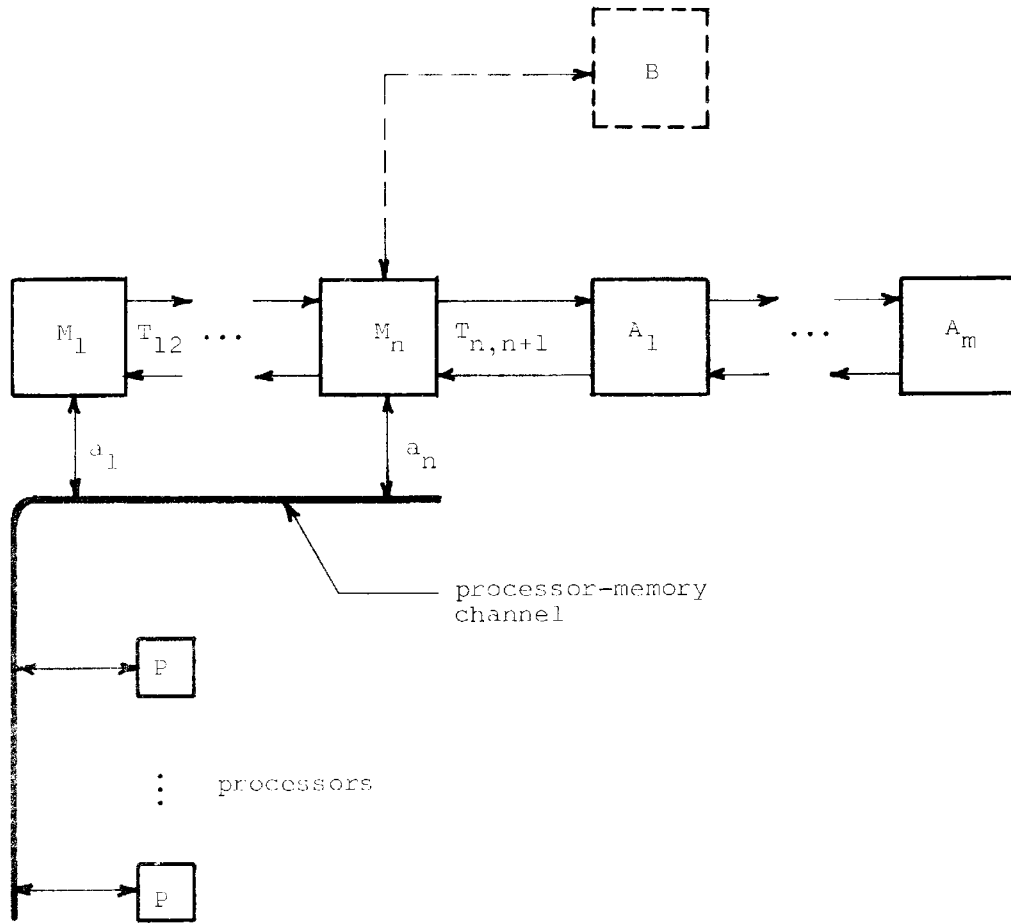 B
M1
T12
...
Mn
Tn,n+1
A1
...
Am
a1
an
processor-memory
channel
P
processors
P